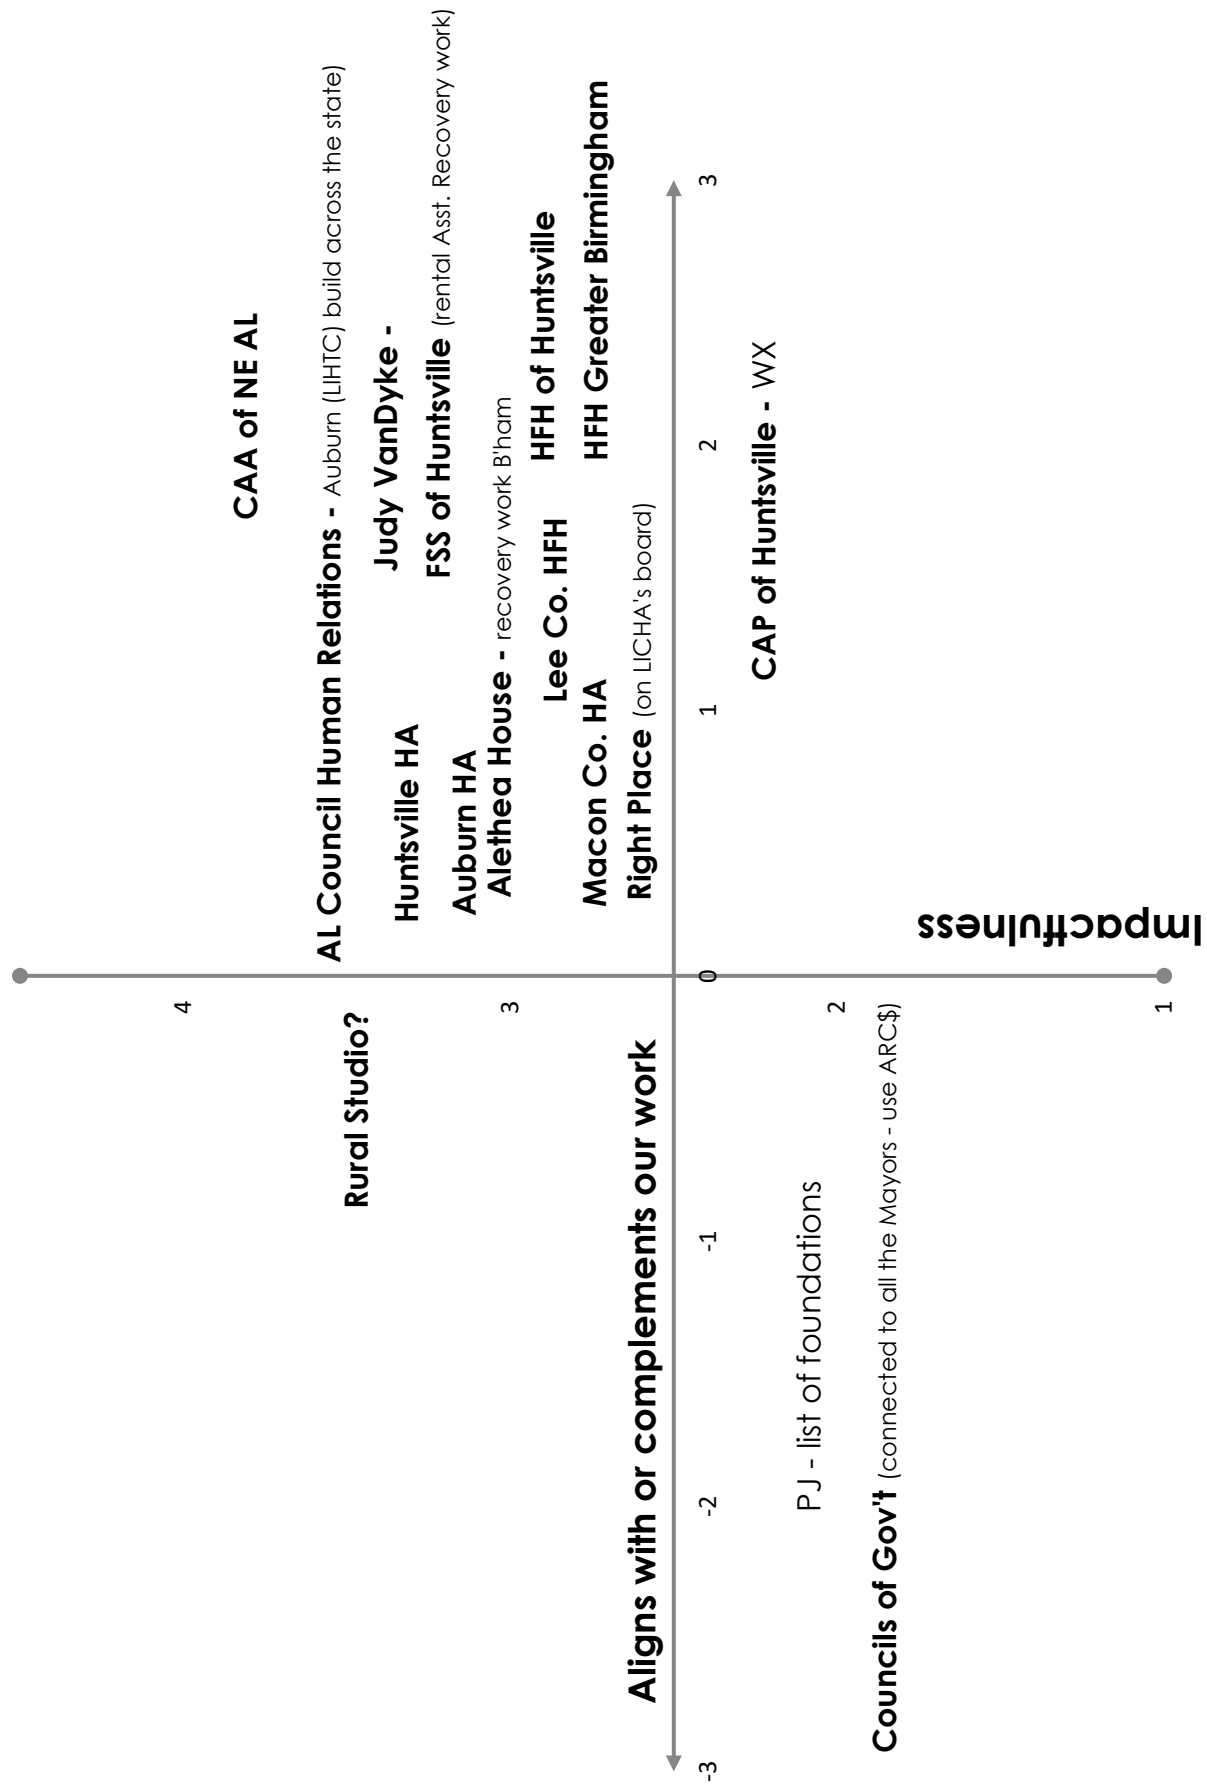 CAA of NE AL
AL Council Human Relations - Auburn (LIHTC) build across the state)
Rural Studio?
Judy VanDyke -
Huntsville HA
FSS of Huntsville (rental Asst. Recovery work)
Auburn HA
Alethea House - recovery work B'ham
HFH of Huntsville
Lee Co. HFH
HFH Greater Birmingham
Macon Co. HA
Right Place (on LICHA's board)
Aligns with or complements our work
-3
-2
-1
0
1
2
3
4
3
2
1
CAP of Huntsville - WX
PJ - list of foundations
Councils of Gov't (connected to all the Mayors - use ARC$)
Impactfulness